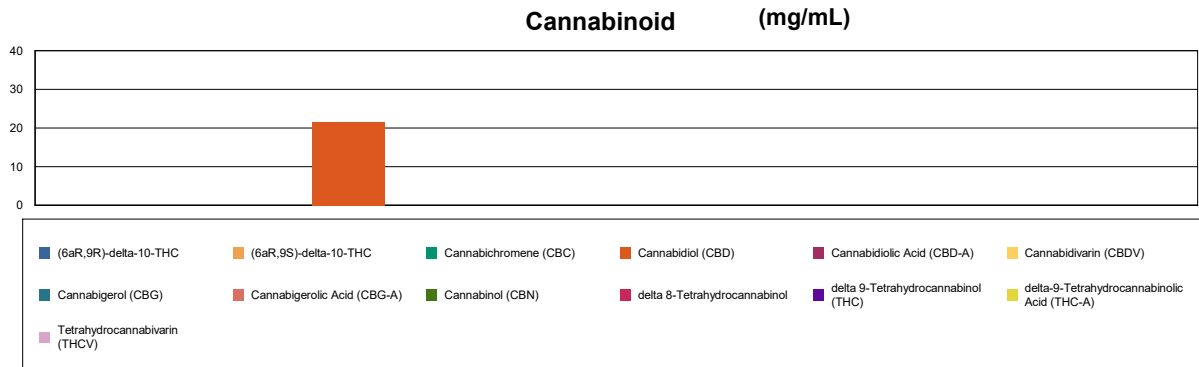 Cannabinoid (mg/mL)
40
30
20
10
0
(6aR,9R)-delta-10-THC
(6aR,9S)-delta-10-THC
Cannabichromene (CBC)
Cannabidiol (CBD)
Cannabidiolic Acid (CBD-A)
Cannabidivarin (CBDV)
Cannabigerol (CBG)
Cannabigerolic Acid (CBG-A)
Cannabinol (CBN)
delta 8-Tetrahydrocannabinol
delta 9-Tetrahydrocannabinol
(THC)
delta-9-Tetrahydrocannabinolic
Acid (THC-A)
Tetrahydrocannabivarin
(THCV)